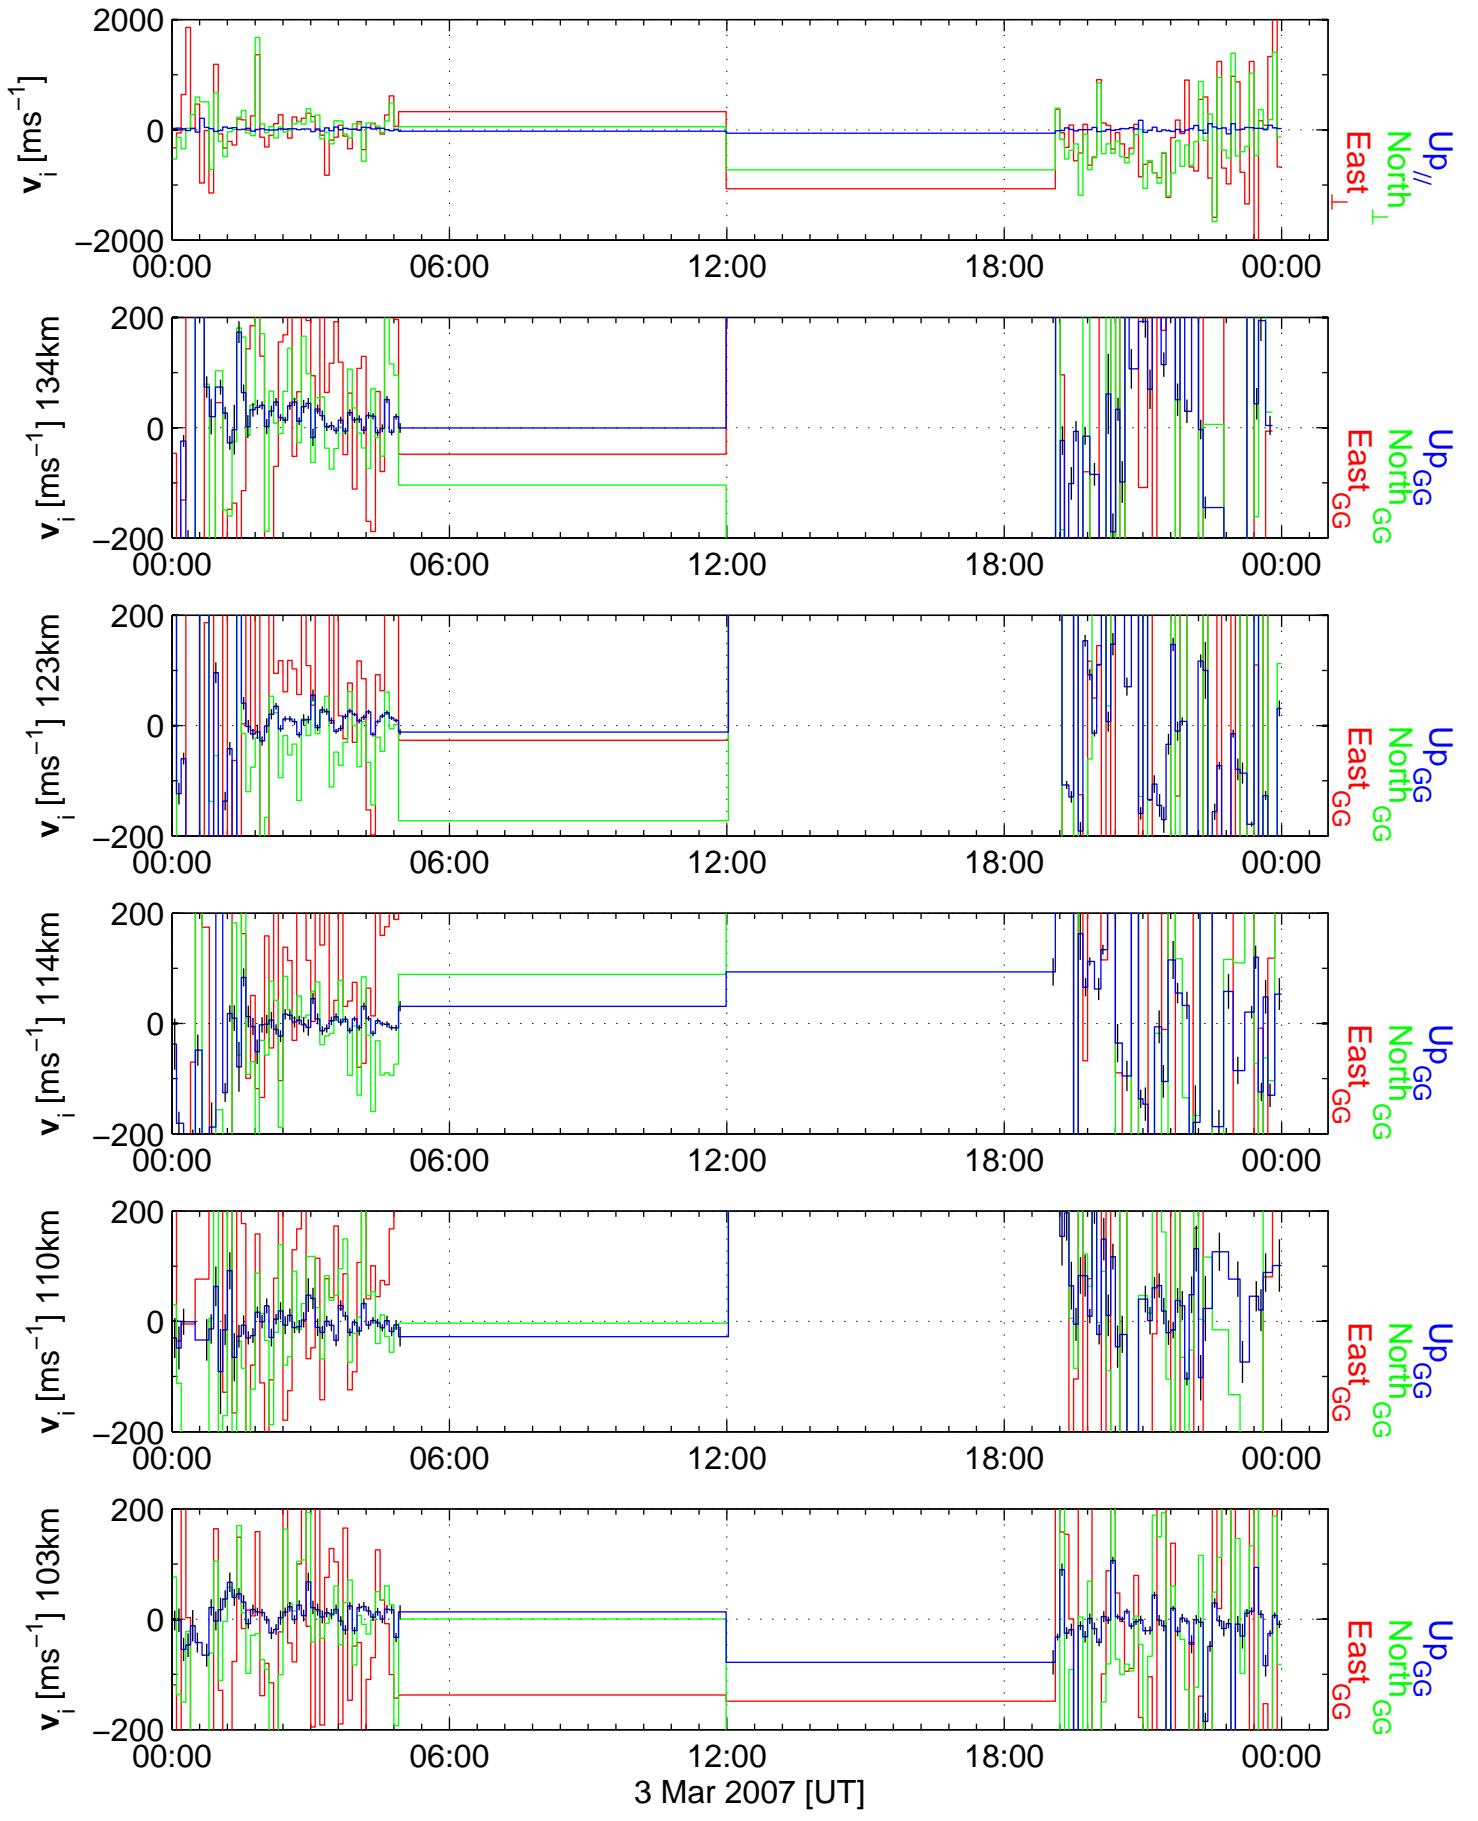 2000
0
−2000
v_i [ms⁻¹]
00:00 06:00 12:00 18:00 00:00
East_⊥
North_⊥
Up_//
200
0
−200
v_i [ms⁻¹] 134km
00:00 06:00 12:00 18:00 00:00
East_GG
North_GG
Up_GG
200
0
−200
v_i [ms⁻¹] 123km
00:00 06:00 12:00 18:00 00:00
East_GG
North_GG
Up_GG
200
0
−200
v_i [ms⁻¹] 114km
00:00 06:00 12:00 18:00 00:00
East_GG
North_GG
Up_GG
200
0
−200
v_i [ms⁻¹] 110km
00:00 06:00 12:00 18:00 00:00
East_GG
North_GG
Up_GG
200
0
−200
v_i [ms⁻¹] 103km
00:00 06:00 12:00 18:00 00:00
East_GG
North_GG
Up_GG
3 Mar 2007 [UT]